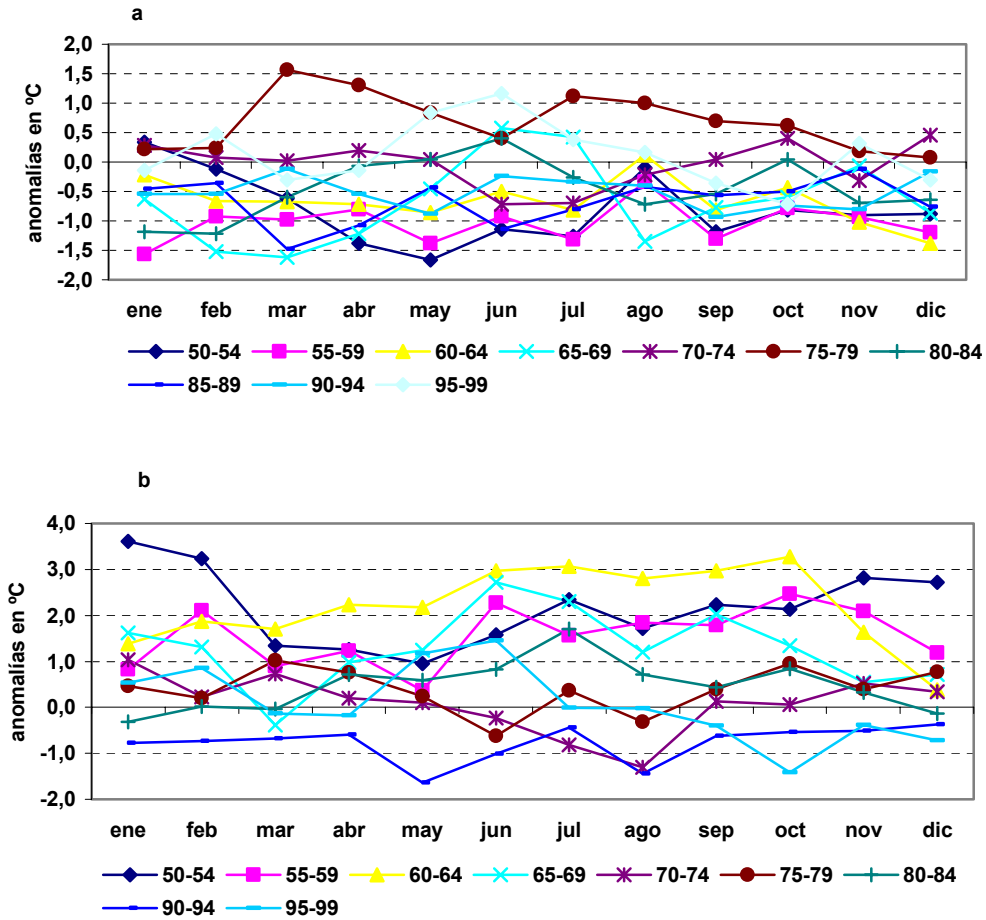 a
2,0
1,5
1,0
0,5
0,0
-0,5
-1,0
-1,5
-2,0
anomalías en ºC
ene feb mar abr may jun jul ago sep oct nov dic
50-54 55-59 60-64 65-69 70-74 75-79 80-84
85-89 90-94 95-99
b
4,0
3,0
2,0
1,0
0,0
-1,0
-2,0
anomalías en ºC
ene feb mar abr may jun jul ago sep oct nov dic
50-54 55-59 60-64 65-69 70-74 75-79 80-84
90-94 95-99